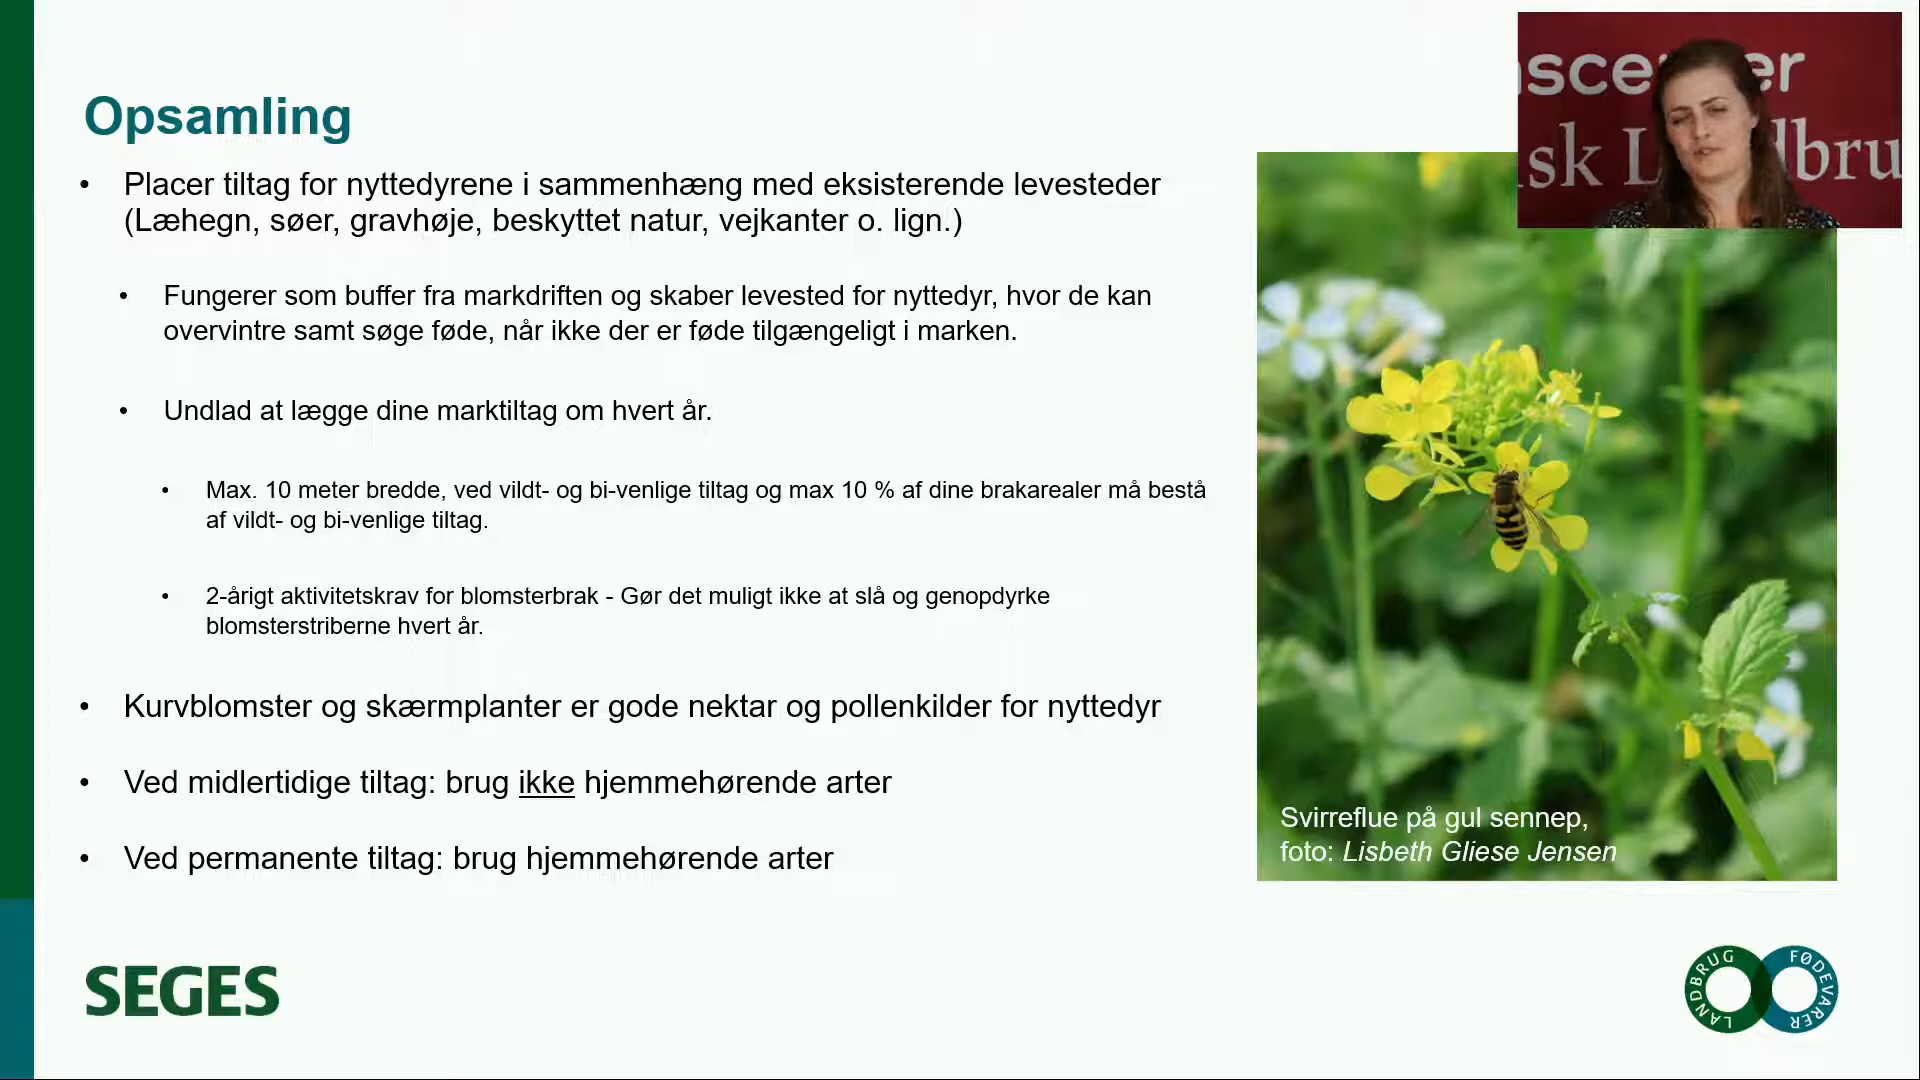 Opsamling
• Placer tiltag for nyttedyrene i sammenhæng med eksisterende levesteder
(Læhegn, søer, gravhøje, beskyttet natur, vejkanter o. lign.)
• Fungerer som buffer fra markdriften og skaber levested for nyttedyr, hvor de kan
overvintre samt søge føde, når ikke der er føde tilgængeligt i marken.
• Undlad at lægge dine marktiltag om hvert år.
• Max. 10 meter bredde, ved vildt- og bi-venlige tiltag og max 10 % af dine brakarealer må bestå
af vildt- og bi-venlige tiltag.
• 2-årigt aktivitetskrav for blomsterbrak - Gør det muligt ikke at slå og genopdyrke
blomsterstriberne hvert år.
• Kurvblomster og skærmplanter er gode nektar og pollenkilder for nyttedyr
• Ved midlertidige tiltag: brug ikke hjemmehørende arter
• Ved permanente tiltag: brug hjemmehørende arter
Svirreflue på gul sennep,
foto: Lisbeth Gliese Jensen
SEGES
LANDBRUG FØDEVARER